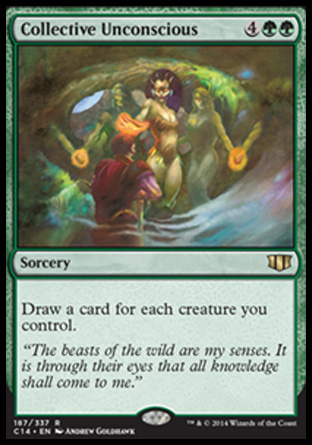 Collective Unconscious 4
Sorcery
Draw a card for each creature you
control.
"The beasts of the wild are my senses. It
is through their eyes that all knowledge
shall come to me."
187/337 R
C14 • EN ANDREW GOLDHAWK ™ & © 2014 Wizards of the Coast